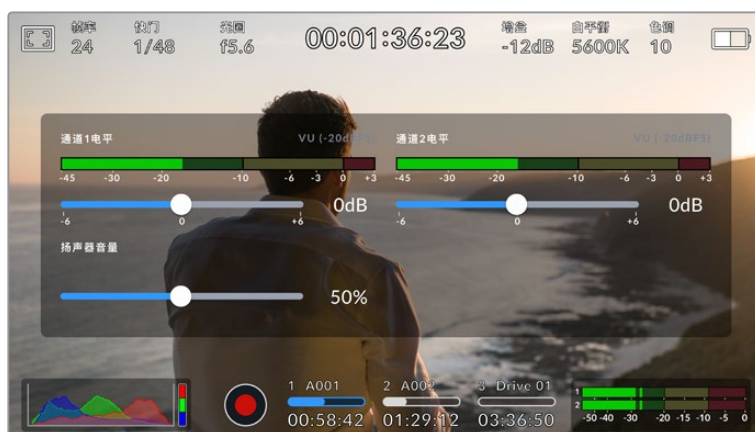 帧率 快门 光圈 00:01:36:23 增益 白平衡 色调
24 1/48 f5.6 -12dB 5600K 10
通道1电平 VU (-20dBFS) 通道2电平 VU (-20dBFS)
-45 -30 -20 -10 -6 -3 0 +3 -45 -30 -20 -10 -6 -3 0 +3
0dB 0dB
-6 0 +6 -6 0 +6
扬声器音量
50%
1 A001 2 A002 3 Drive 01
00:58:42 01:29:12 03:36:50
1
2
-50 -40 -30 -20 -15 -10 -5 0